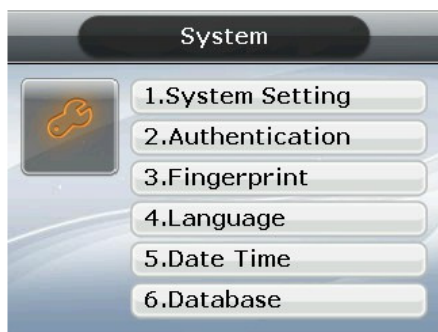 System
1.System Setting
2.Authentication
3.Fingerprint
4.Language
5.Date Time
6.Database